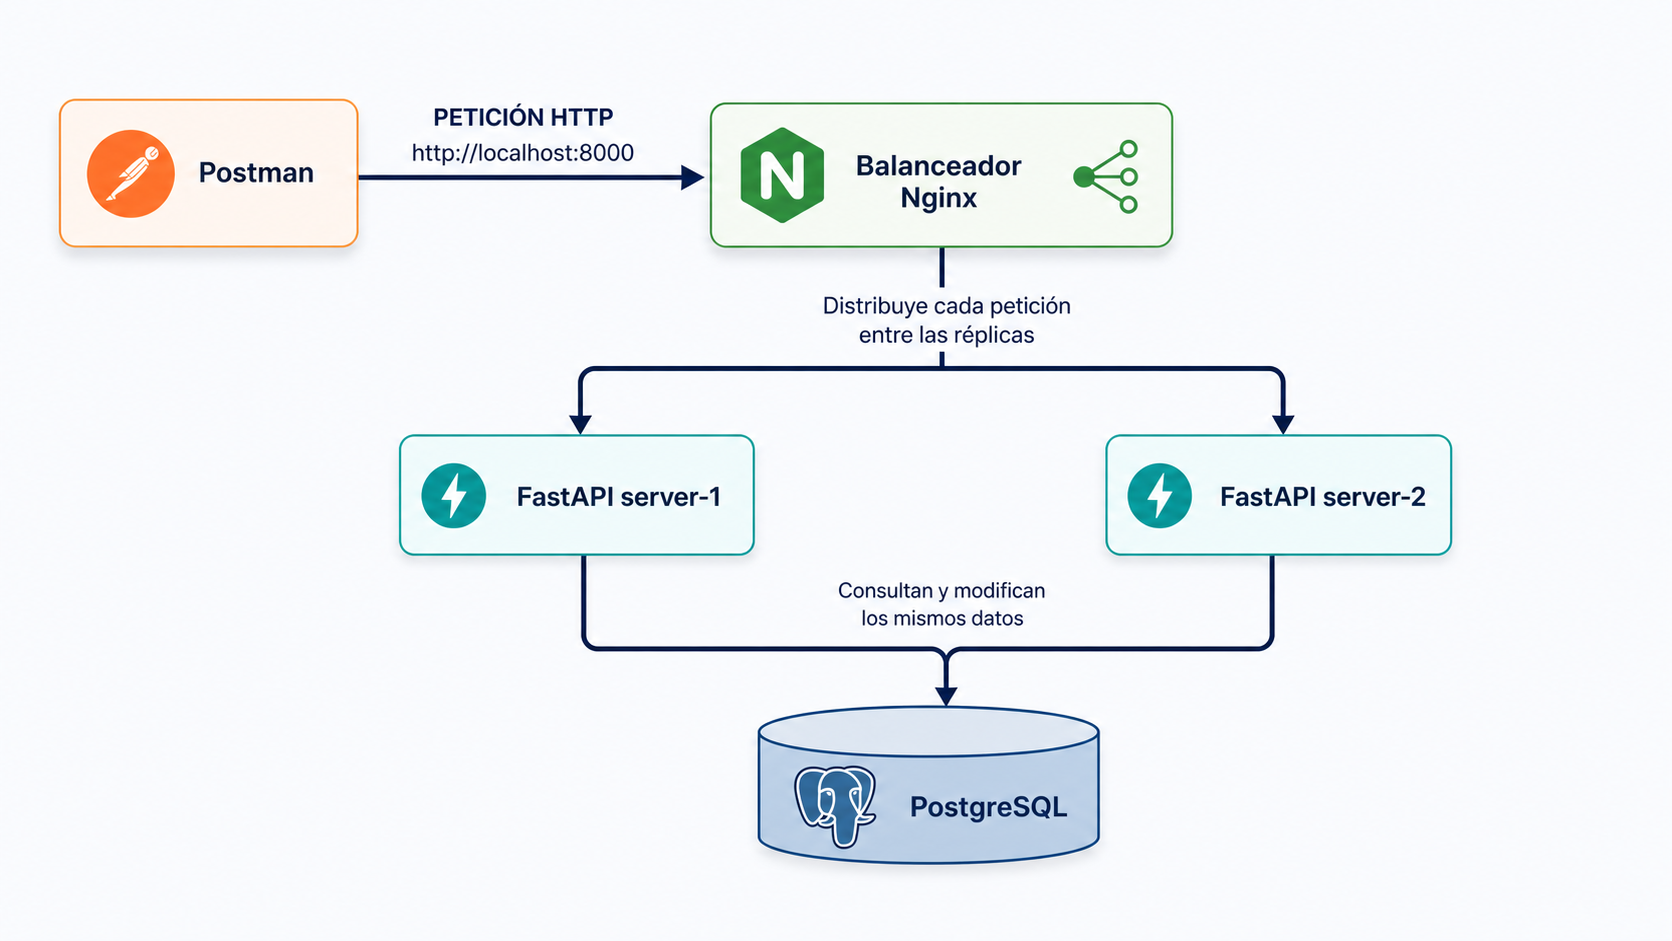 Postman
PETICIÓN HTTP
http://localhost:8000
N
Balanceador
Nginx
Distribuye cada petición
entre las réplicas
FastAPI server-1
FastAPI server-2
Consultan y modifican
los mismos datos
PostgreSQL